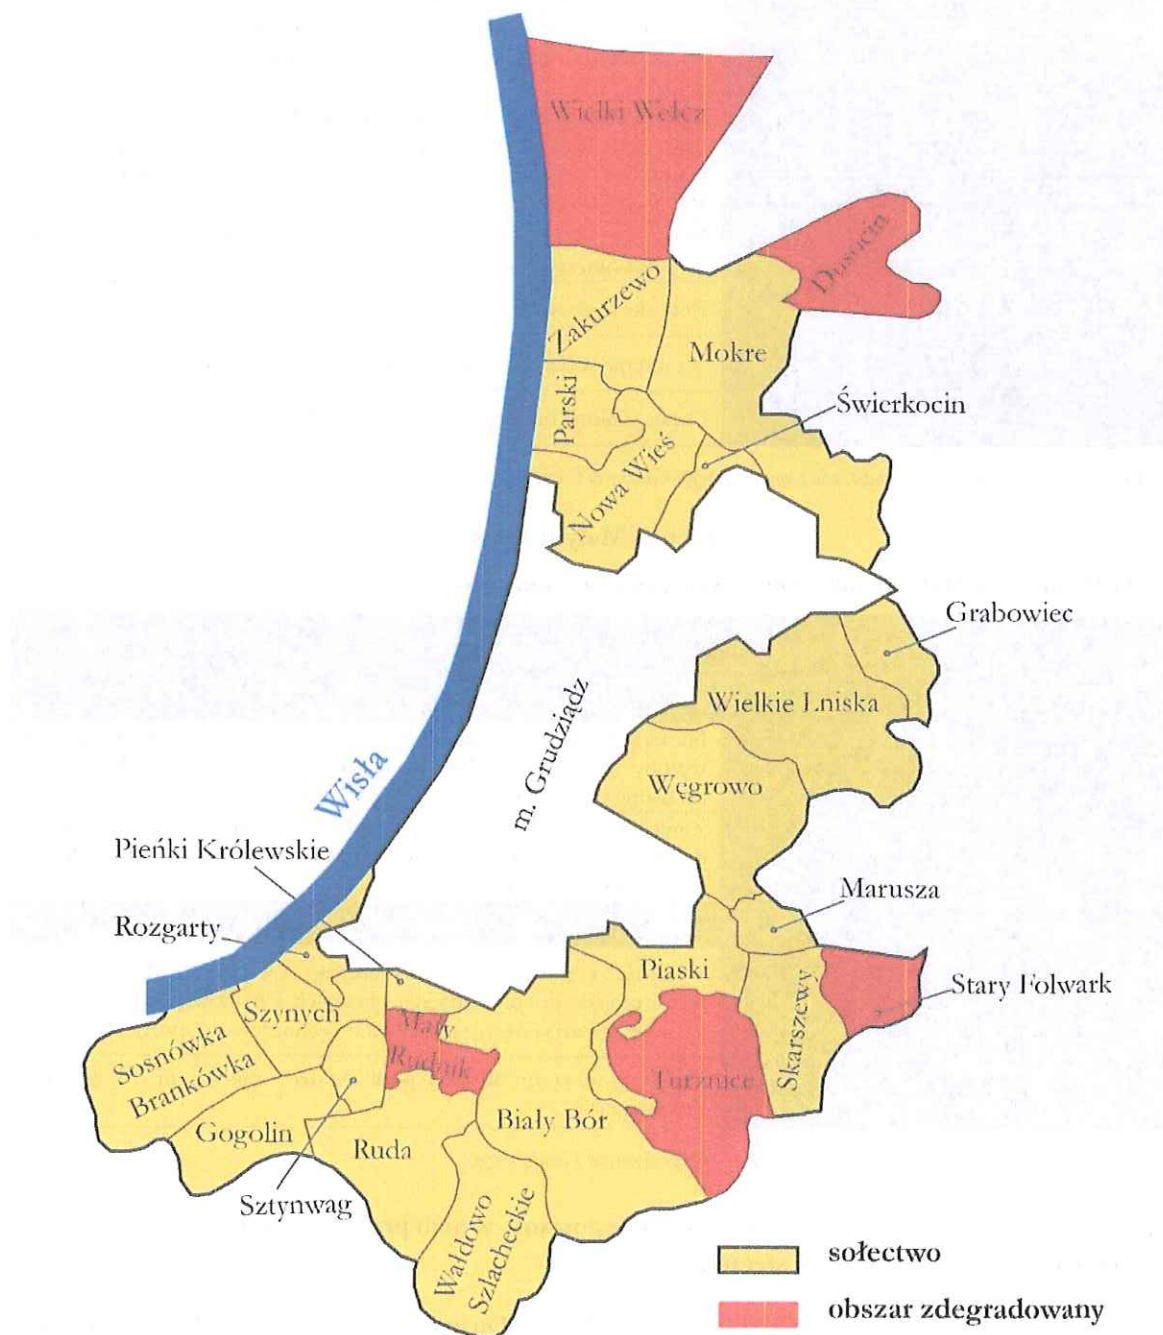 Wielki Wełcz
Dusocin
Zakurzewo
Mokre
Parski
Świerkocin
Nowa Wieś
Grabowiec
Wielkie Lniska
m. Grudziądz
Węgrowo
Wisła
Pieńki Królewskie
Marusza
Rozgarty
Piaski
Stary Folwark
Szynych
Mały
Rudnik
Skarszewy
Sosnówka
Brankówka
Turznice
Biały Bór
Gogolin
Ruda
Sztynwag
Wałdowo
Szlacheckie
sołectwo
obszar zdegradowany